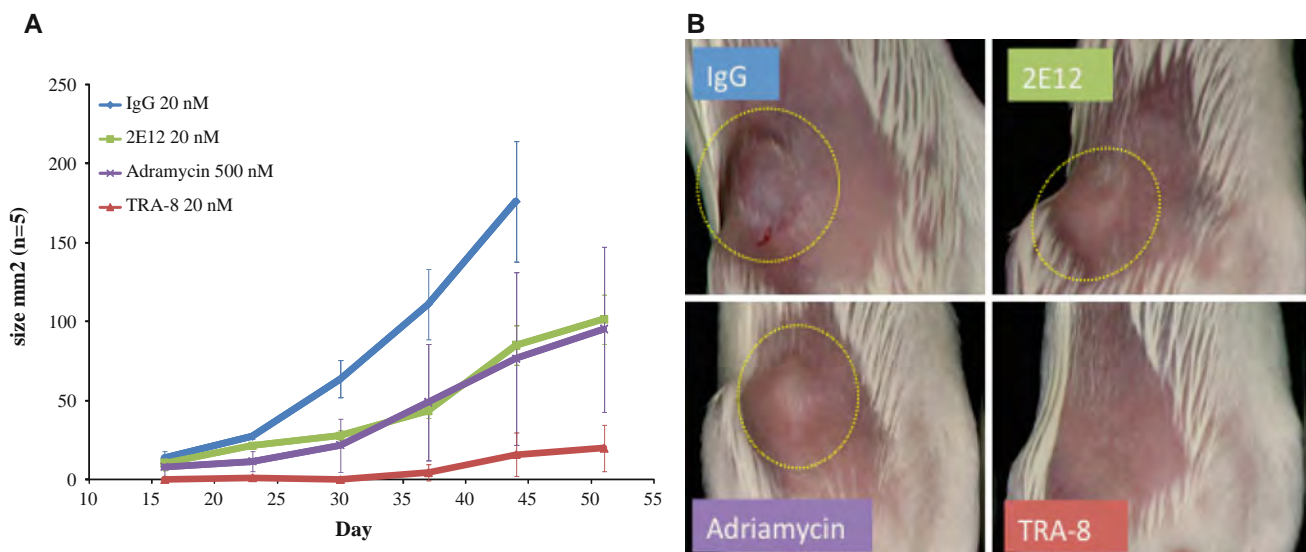 A
250
200
150
100
50
0
size mm2 (n=5)
IgG 20 nM
2E12 20 nM
Adramycin 500 nM
TRA-8 20 nM
10 15 20 25 30 35 40 45 50 55
Day
B
IgG
2E12
Adriamycin
TRA-8